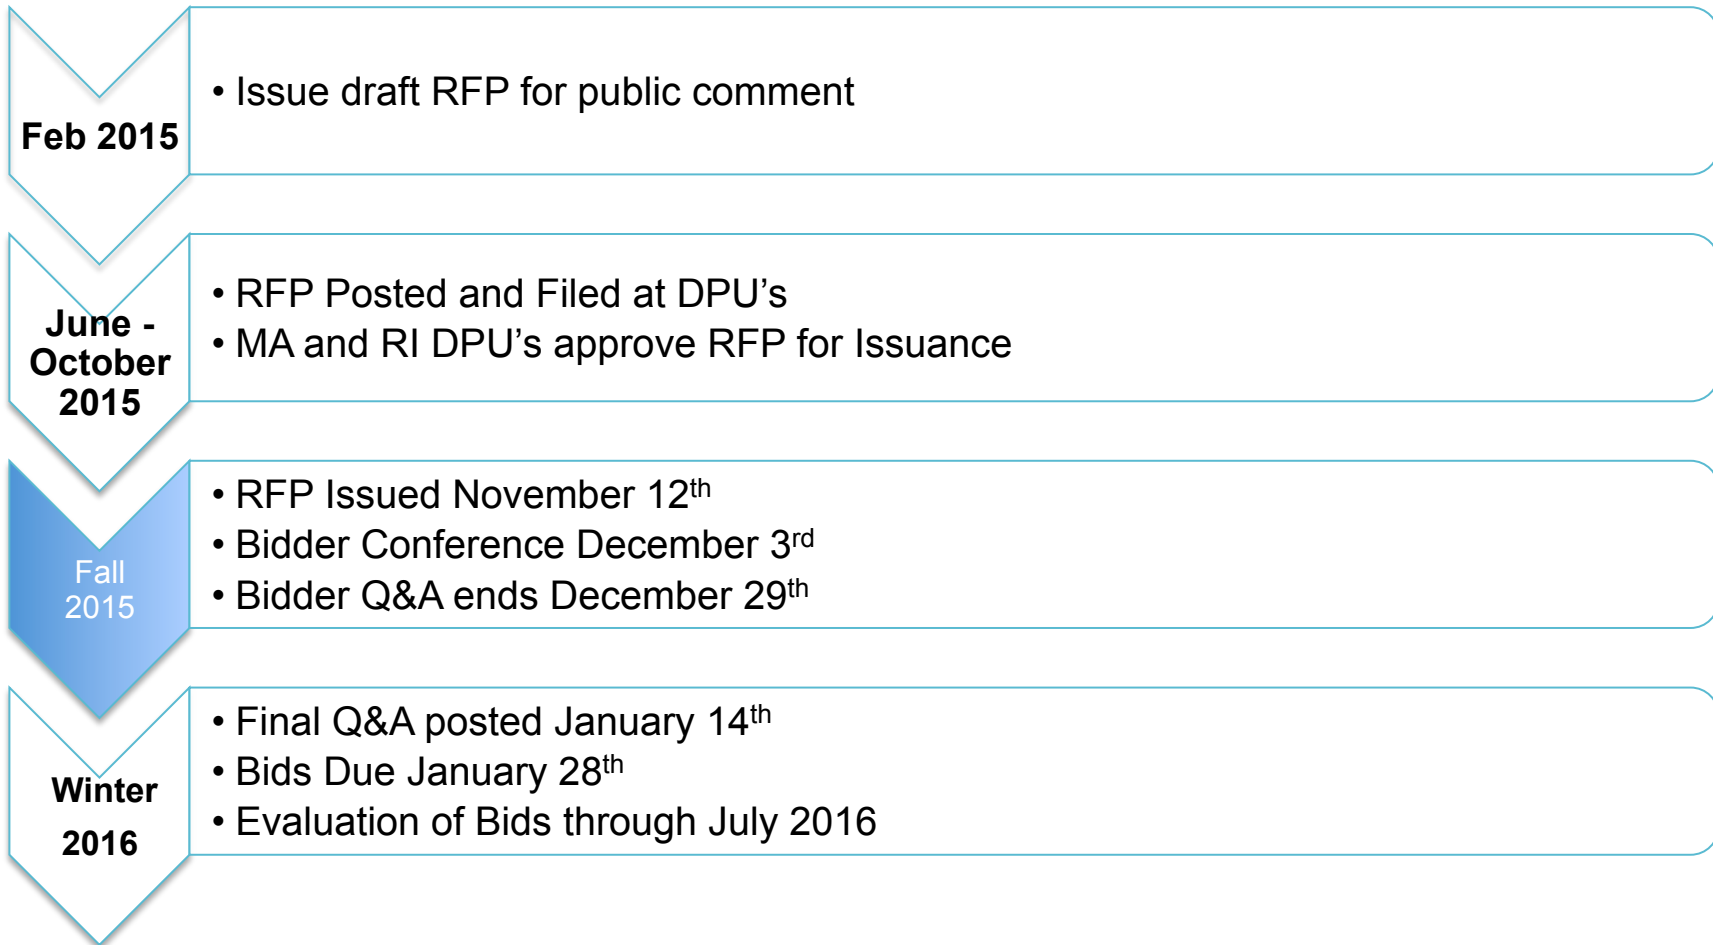 Feb 2015
• Issue draft RFP for public comment
June -
October
2015
• RFP Posted and Filed at DPU’s
• MA and RI DPU’s approve RFP for Issuance
Fall
2015
• RFP Issued November 12th
• Bidder Conference December 3rd
• Bidder Q&A ends December 29th
Winter
2016
• Final Q&A posted January 14th
• Bids Due January 28th
• Evaluation of Bids through July 2016